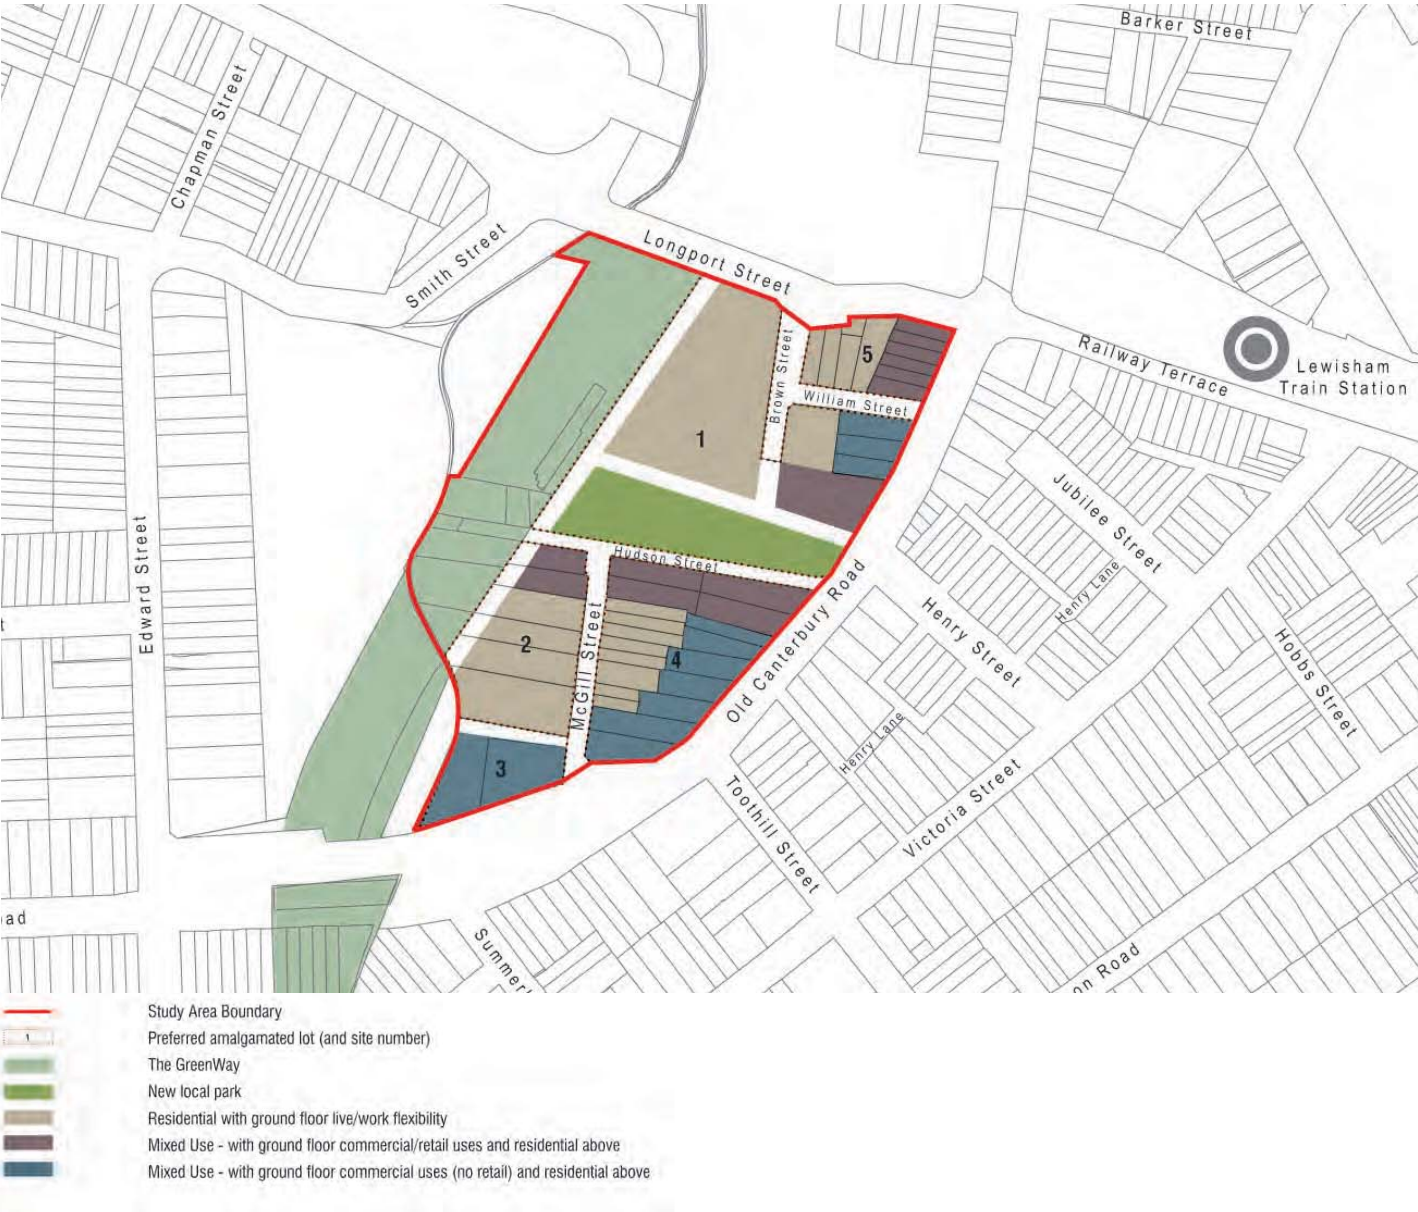 Barker Street
Chapman Street
Smith Street
Longport Street
Railway Terrace
Lewisham
Train Station
Brown Street
5
William Street
1
Jubilee Street
Edward Street
Hudson Street
Henry Lane
Henry Street
McGill Street
2
4
Old Canterbury Road
Hobbs Street
Henry Lane
3
Toothill Street
Victoria Street
ad
Summer
on Road
Study Area Boundary
1
Preferred amalgamated lot (and site number)
The GreenWay
New local park
Residential with ground floor live/work flexibility
Mixed Use - with ground floor commercial/retail uses and residential above
Mixed Use - with ground floor commercial uses (no retail) and residential above